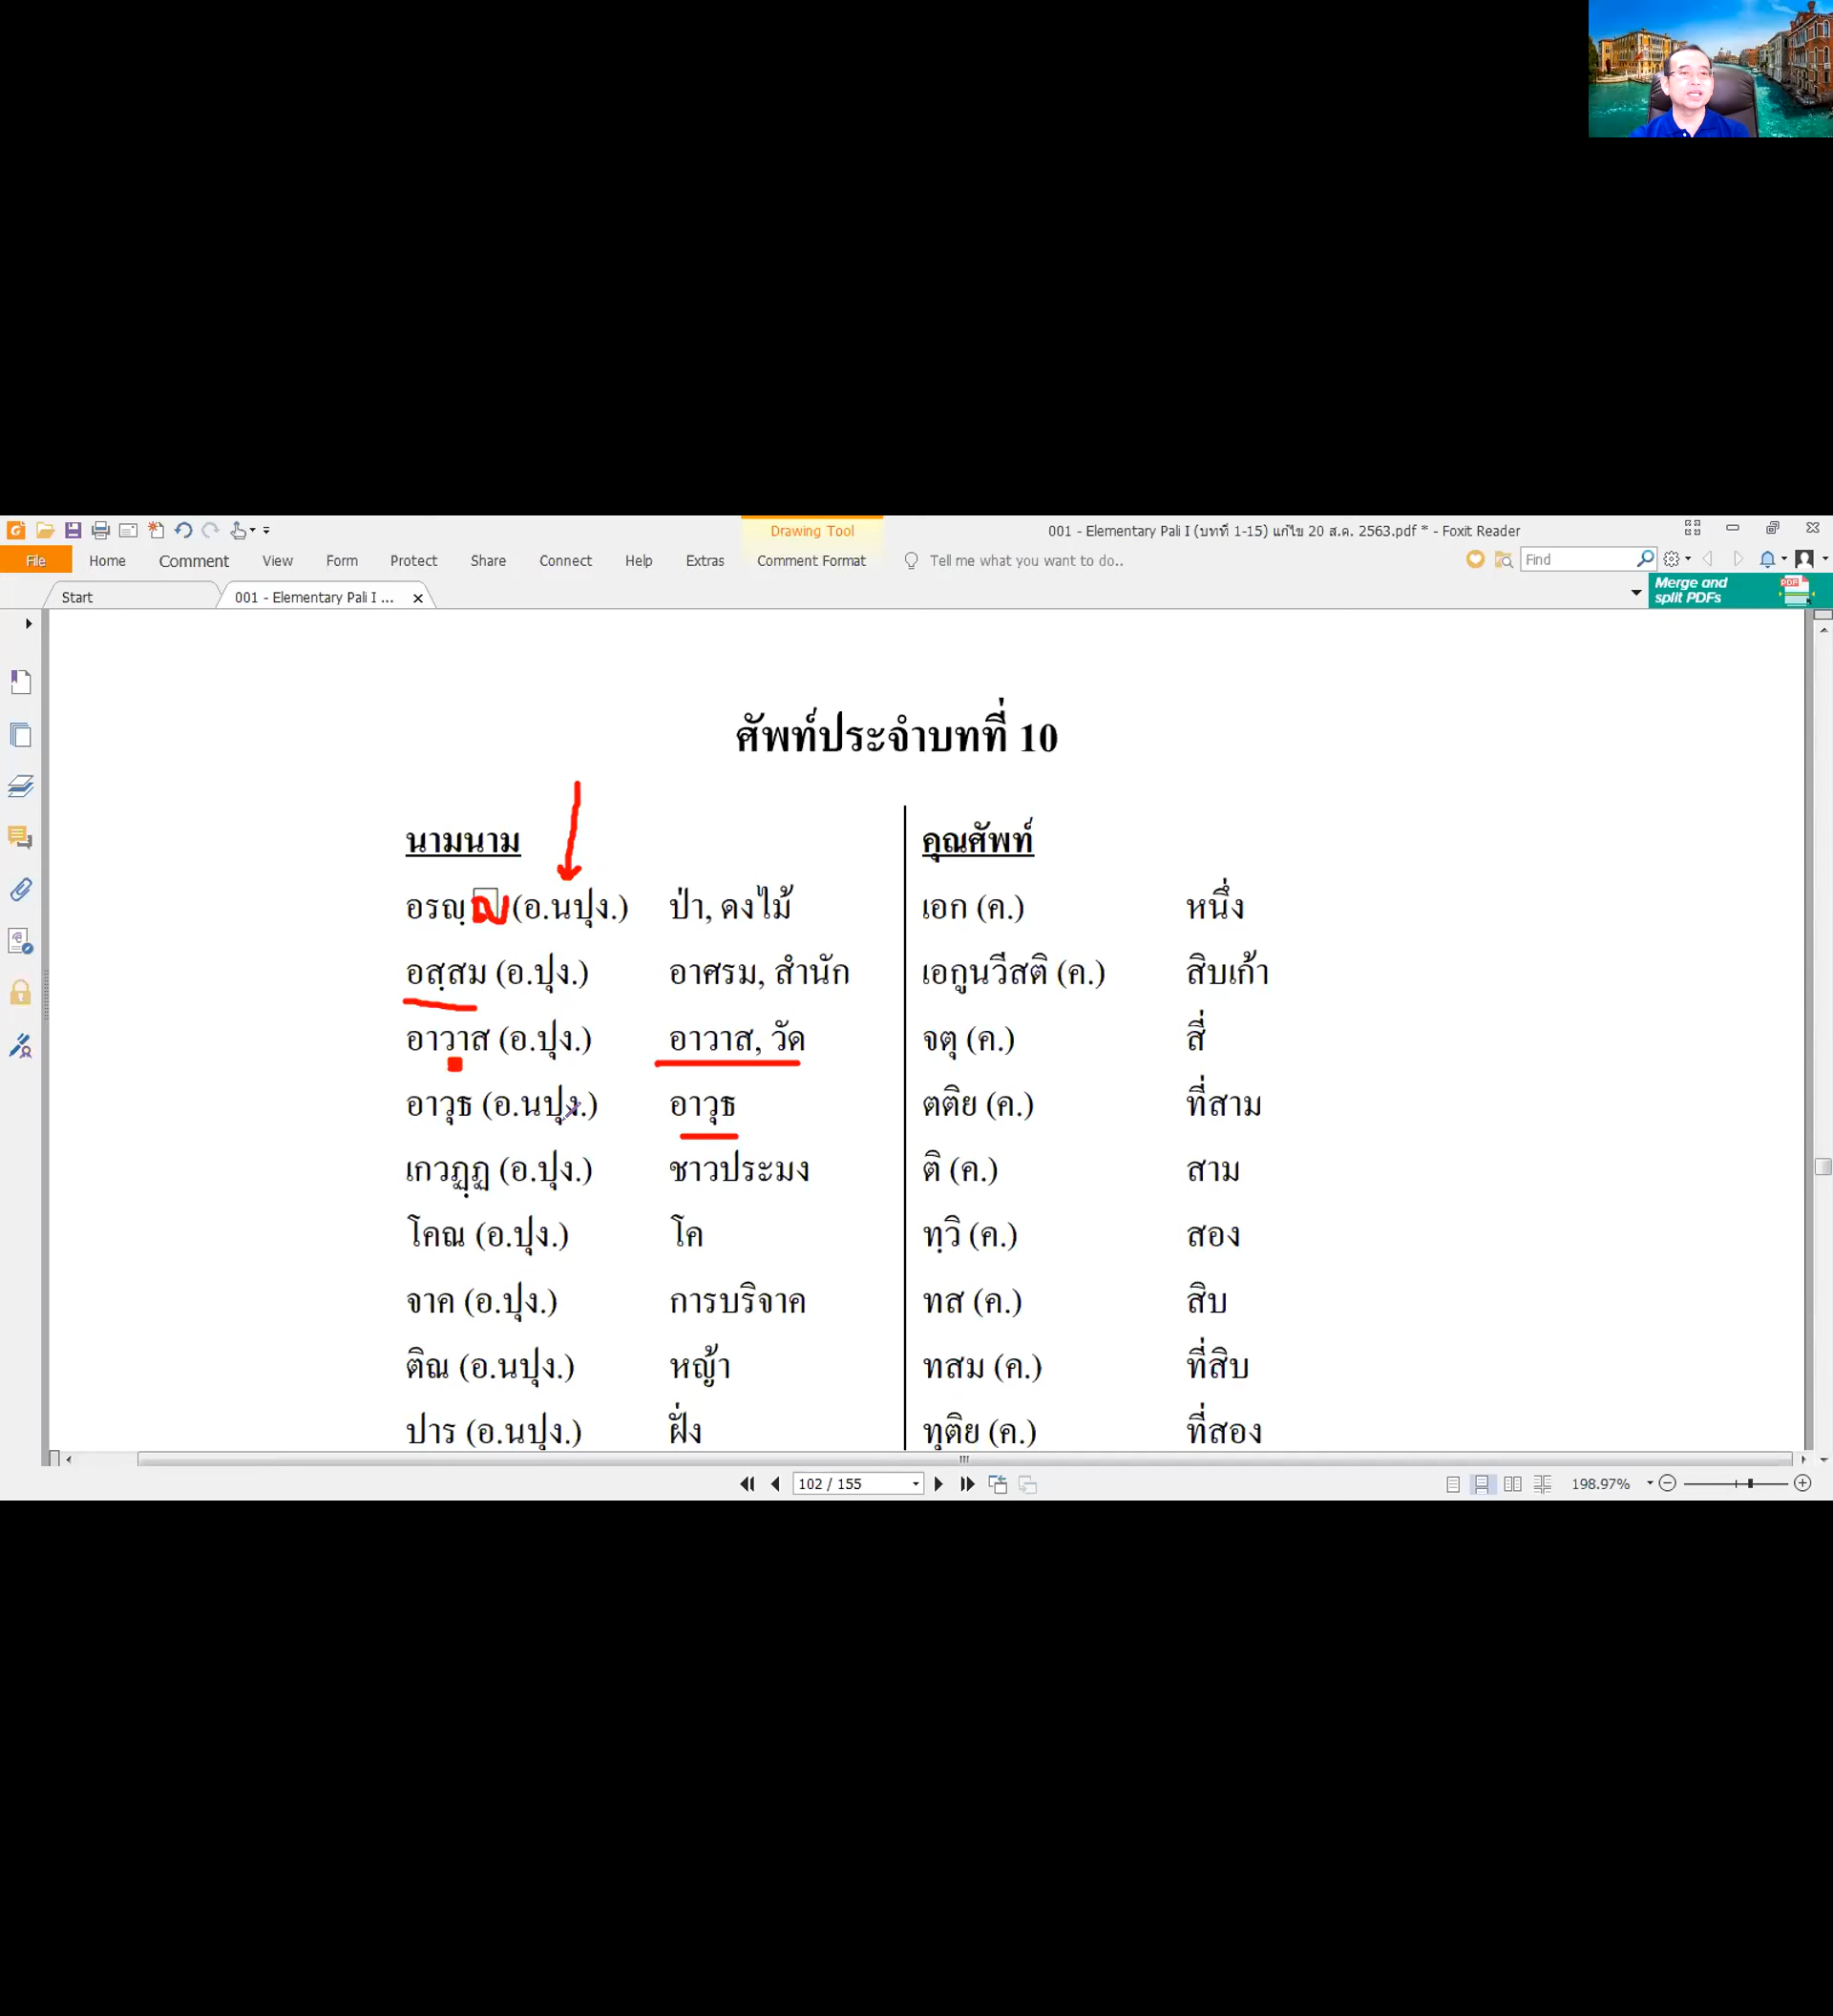 Drawing Tool
001 - Elementary Pali I (บทที่ 1-15) แก้ไข 20 ส.ค. 2563.pdf * - Foxit Reader
File Home Comment View Form Protect Share Connect Help Extras Comment Format Tell me what you want to do.. Find
Start 001 - Elementary Pali I ... Merge and split PDFs
ศัพท์ประจำบทที่ 10
นามนาม คุณศัพท์
อรญฺญ (อ.นปุง.) ป่า, ดงไม้ เอก (ค.) หนึ่ง
อสฺสม (อ.ปุง.) อาศรม, สำนัก เอกูนวีสติ (ค.) สิบเก้า
อาวาส (อ.ปุง.) อาวาส, วัด จตุ (ค.) สี่
อาวุธ (อ.นปุง.) อาวุธ ตติย (ค.) ที่สาม
เกวฏฺฏ (อ.ปุง.) ชาวประมง ติ (ค.) สาม
โคณ (อ.ปุง.) โค ทฺวิ (ค.) สอง
จาค (อ.ปุง.) การบริจาค ทส (ค.) สิบ
ติณ (อ.นปุง.) หญ้า ทสม (ค.) ที่สิบ
ปาร (อ.นปุง.) ฝั่ง ทุติย (ค.) ที่สอง
102 / 155 198.97%